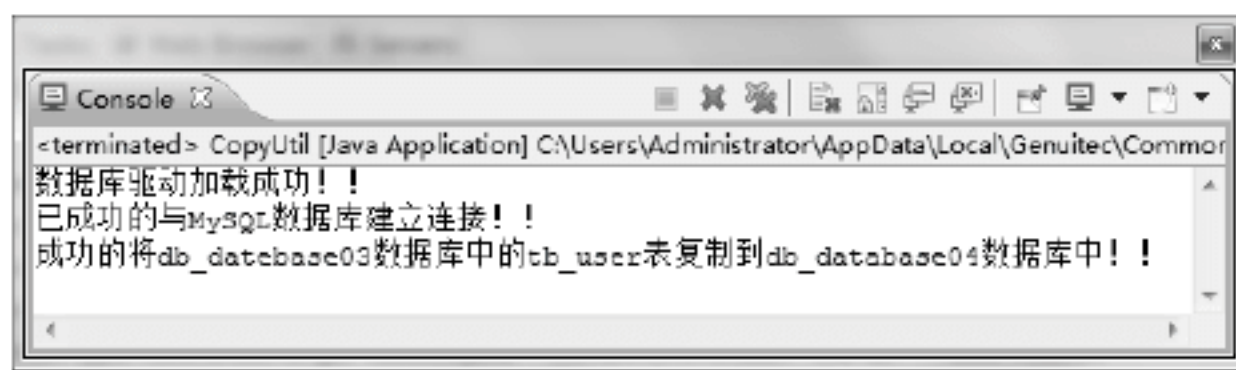 Console
<terminated> CopyUtil [Java Application] C:\Users\Administrator\AppData\Local\Genuitec\Common
数据库驱动加载成功！！
已成功的与MySQL数据库建立连接！！
成功的将db_datebase03数据库中的tb_user表复制到db_database04数据库中！！